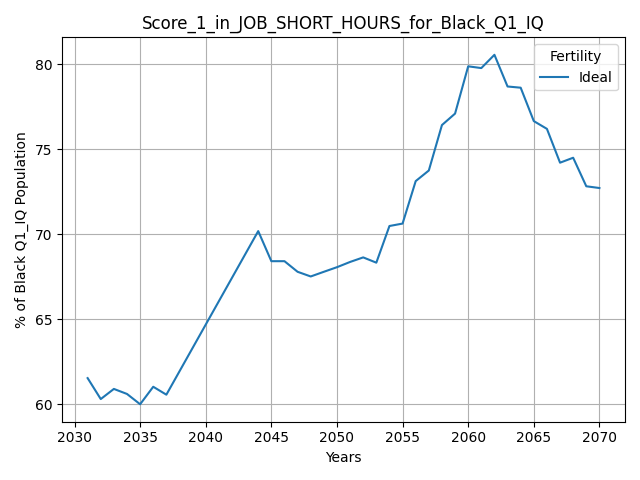 Score_1_in_JOB_SHORT_HOURS_for_Black_Q1_IQ
Fertility
Ideal
% of Black Q1_IQ Population
80
75
70
65
60
2030 2035 2040 2045 2050 2055 2060 2065 2070
Years